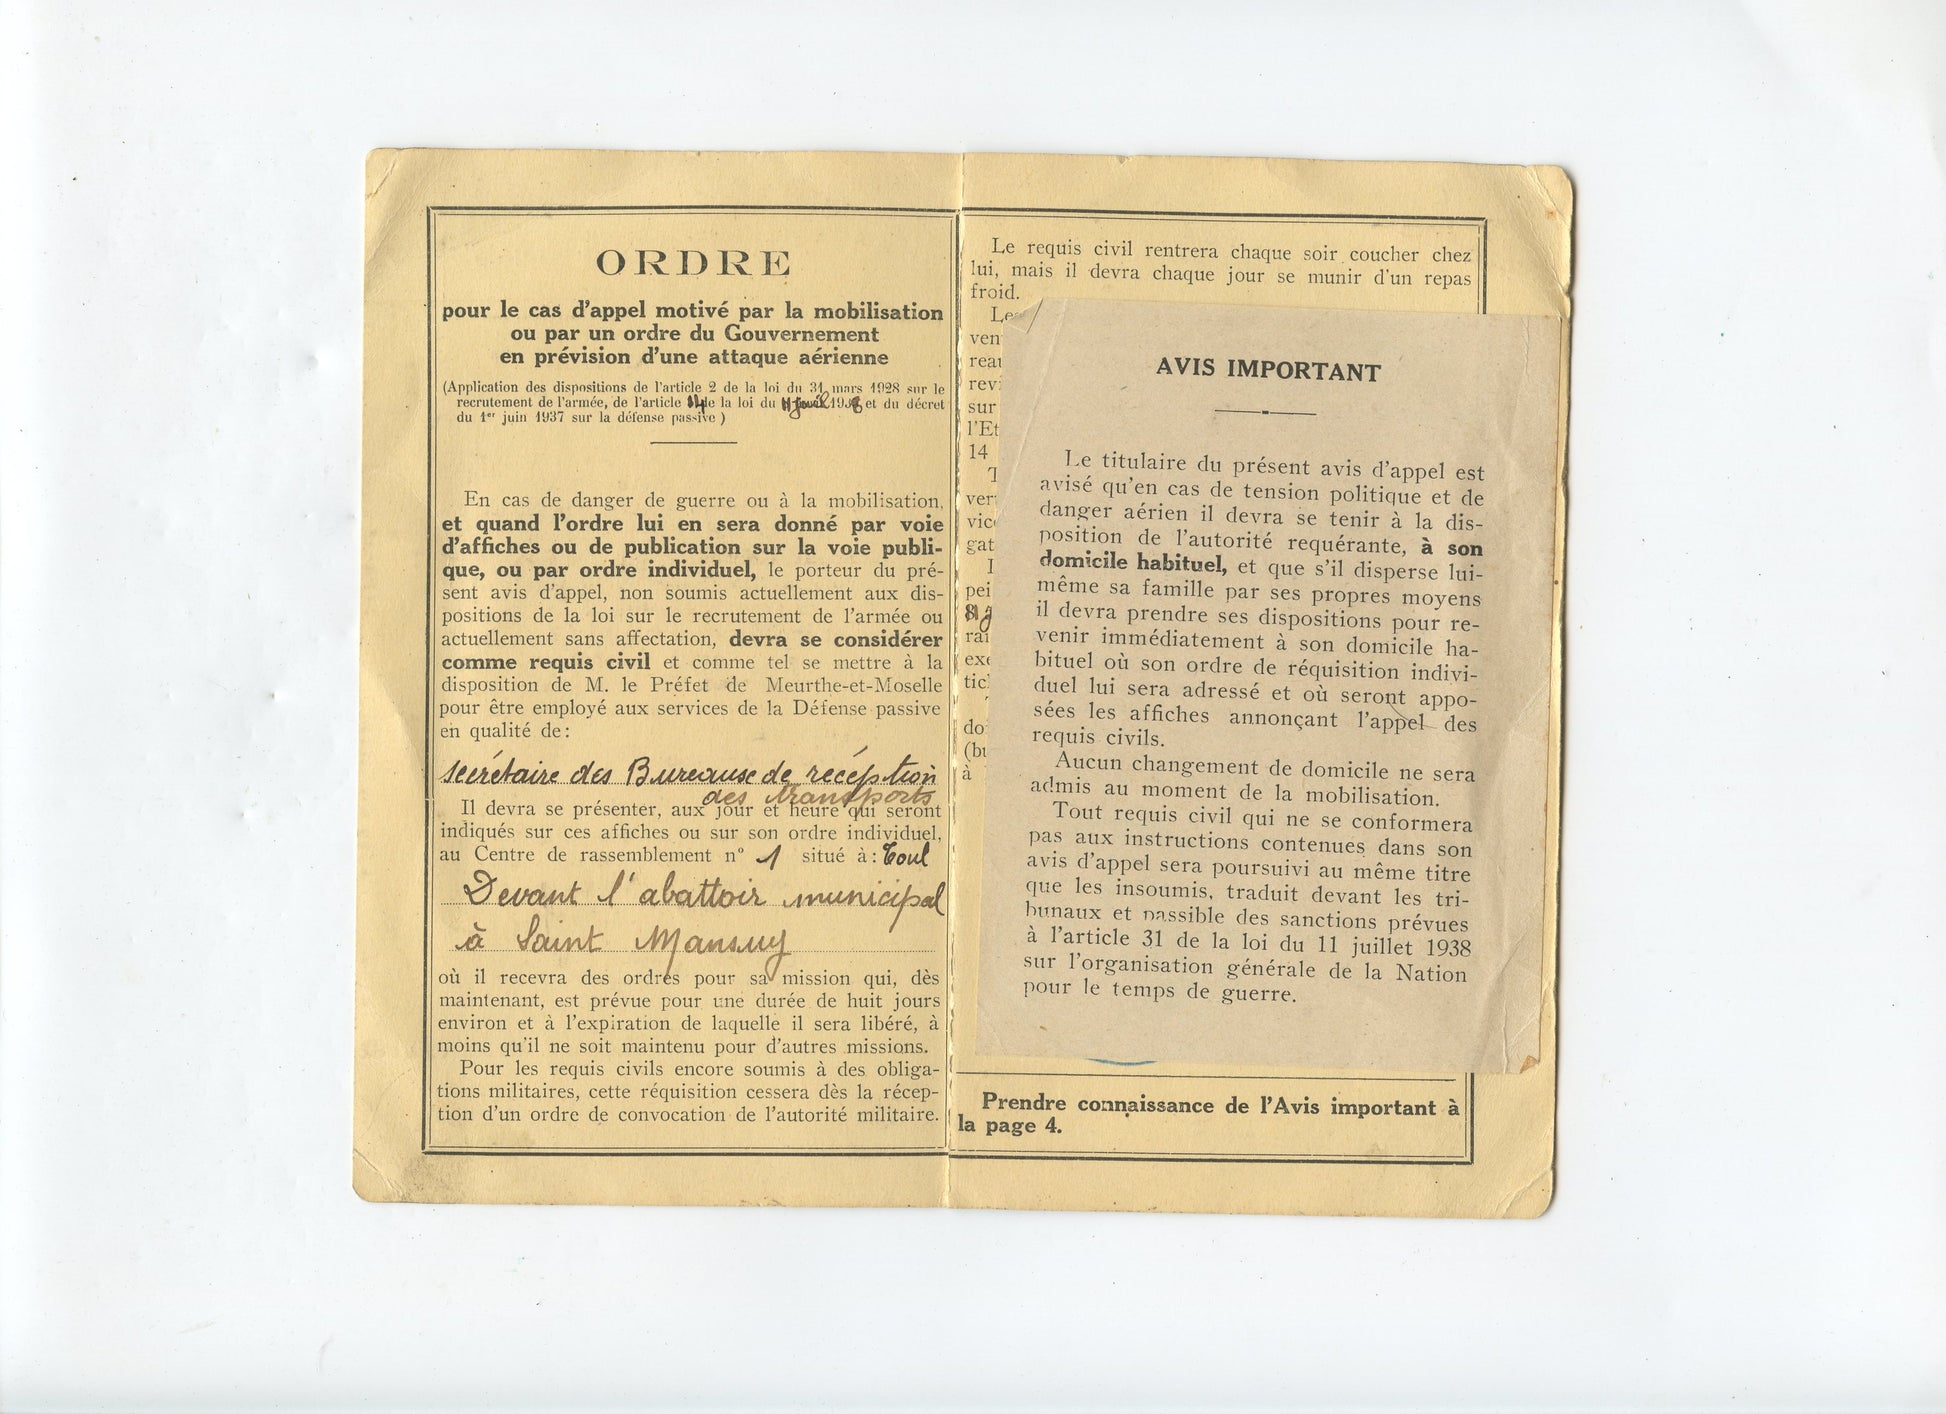 ORDRE
pour le cas d'appel motivé par la mobilisation
ou par un ordre du Gouvernement
en prévision d'une attaque aérienne
(Application des dispositions de l'article 2 de la loi du 31 mars 1928 sur le
recrutement de l'armée, de l'article 14 de la loi du 11 1938 et du décret
du 1er juin 1937 sur la défense passive)
En cas de danger de guerre ou à la mobilisation,
et quand l'ordre lui en sera donné par voie
d'affiches ou de publication sur la voie publi-
que, ou par ordre individuel, le porteur du pré-
sent avis d'appel, non soumis actuellement aux dis-
positions de la loi sur le recrutement de l'armée ou
actuellement sans affectation, devra se considérer
comme requis civil et comme tel se mettre à la
disposition de M. le Préfet de Meurthe-et-Moselle
pour être employé aux services de la Défense passive
en qualité de:
secrétaire des Bureause de recéption
des transports
Il devra se présenter, aux jour et heure qui seront
indiqués sur ces affiches ou sur son ordre individuel,
au Centre de rassemblement n° 1 situé à: Toul
Devant l'abattoir municipal
à Saint Mansuy
où il recevra des ordres pour sa mission qui, dès
maintenant, est prévue pour une durée de huit jours
environ et à l'expiration de laquelle il sera libéré, à
moins qu'il ne soit maintenu pour d'autres missions.
Pour les requis civils encore soumis à des obliga-
tions militaires, cette réquisition cessera dès la récep-
tion d'un ordre de convocation de l'autorité militaire.
Le requis civil rentrera chaque soir coucher chez
lui, mais il devra chaque jour se munir d'un repas
froid.
Les
ven
reau
revi
sur
l'Et
14
T
ver
vice
gat
pei
rai
exé
ticl
do
(bu
à
AVIS IMPORTANT
Le titulaire du présent avis d'appel est
avisé qu'en cas de tension politique et de
danger aérien il devra se tenir à la dis-
position de l'autorité requérante, à son
domicile habituel, et que s'il disperse lui-
même sa famille par ses propres moyens
il devra prendre ses dispositions pour re-
venir immédiatement à son domicile ha-
bituel où son ordre de réquisition indivi-
duel lui sera adressé et où seront appo-
sées les affiches annonçant l'appel des
requis civils.
Aucun changement de domicile ne sera
admis au moment de la mobilisation.
Tout requis civil qui ne se conformera
pas aux instructions contenues dans son
avis d'appel sera poursuivi au même titre
que les insoumis, traduit devant les tri-
bunaux et passible des sanctions prévues
à l'article 31 de la loi du 11 juillet 1938
sur l'organisation générale de la Nation
pour le temps de guerre.
Prendre connaissance de l'Avis important à
la page 4.